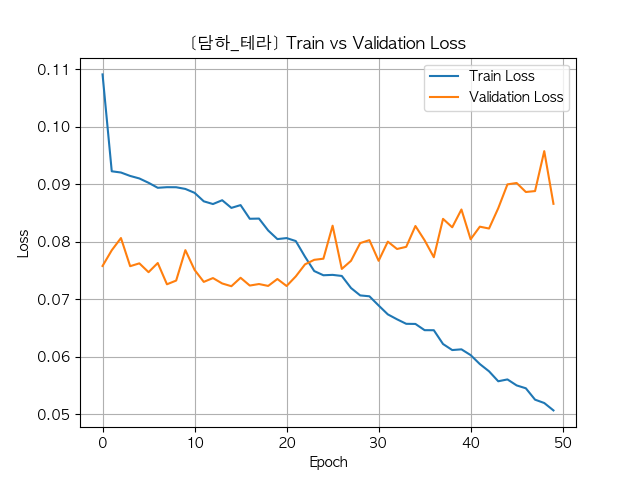 [담하_테라] Train vs Validation Loss
Train Loss
Validation Loss
0.11
0.10
0.09
0.08
0.07
0.06
0.05
Loss
0 10 20 30 40 50
Epoch